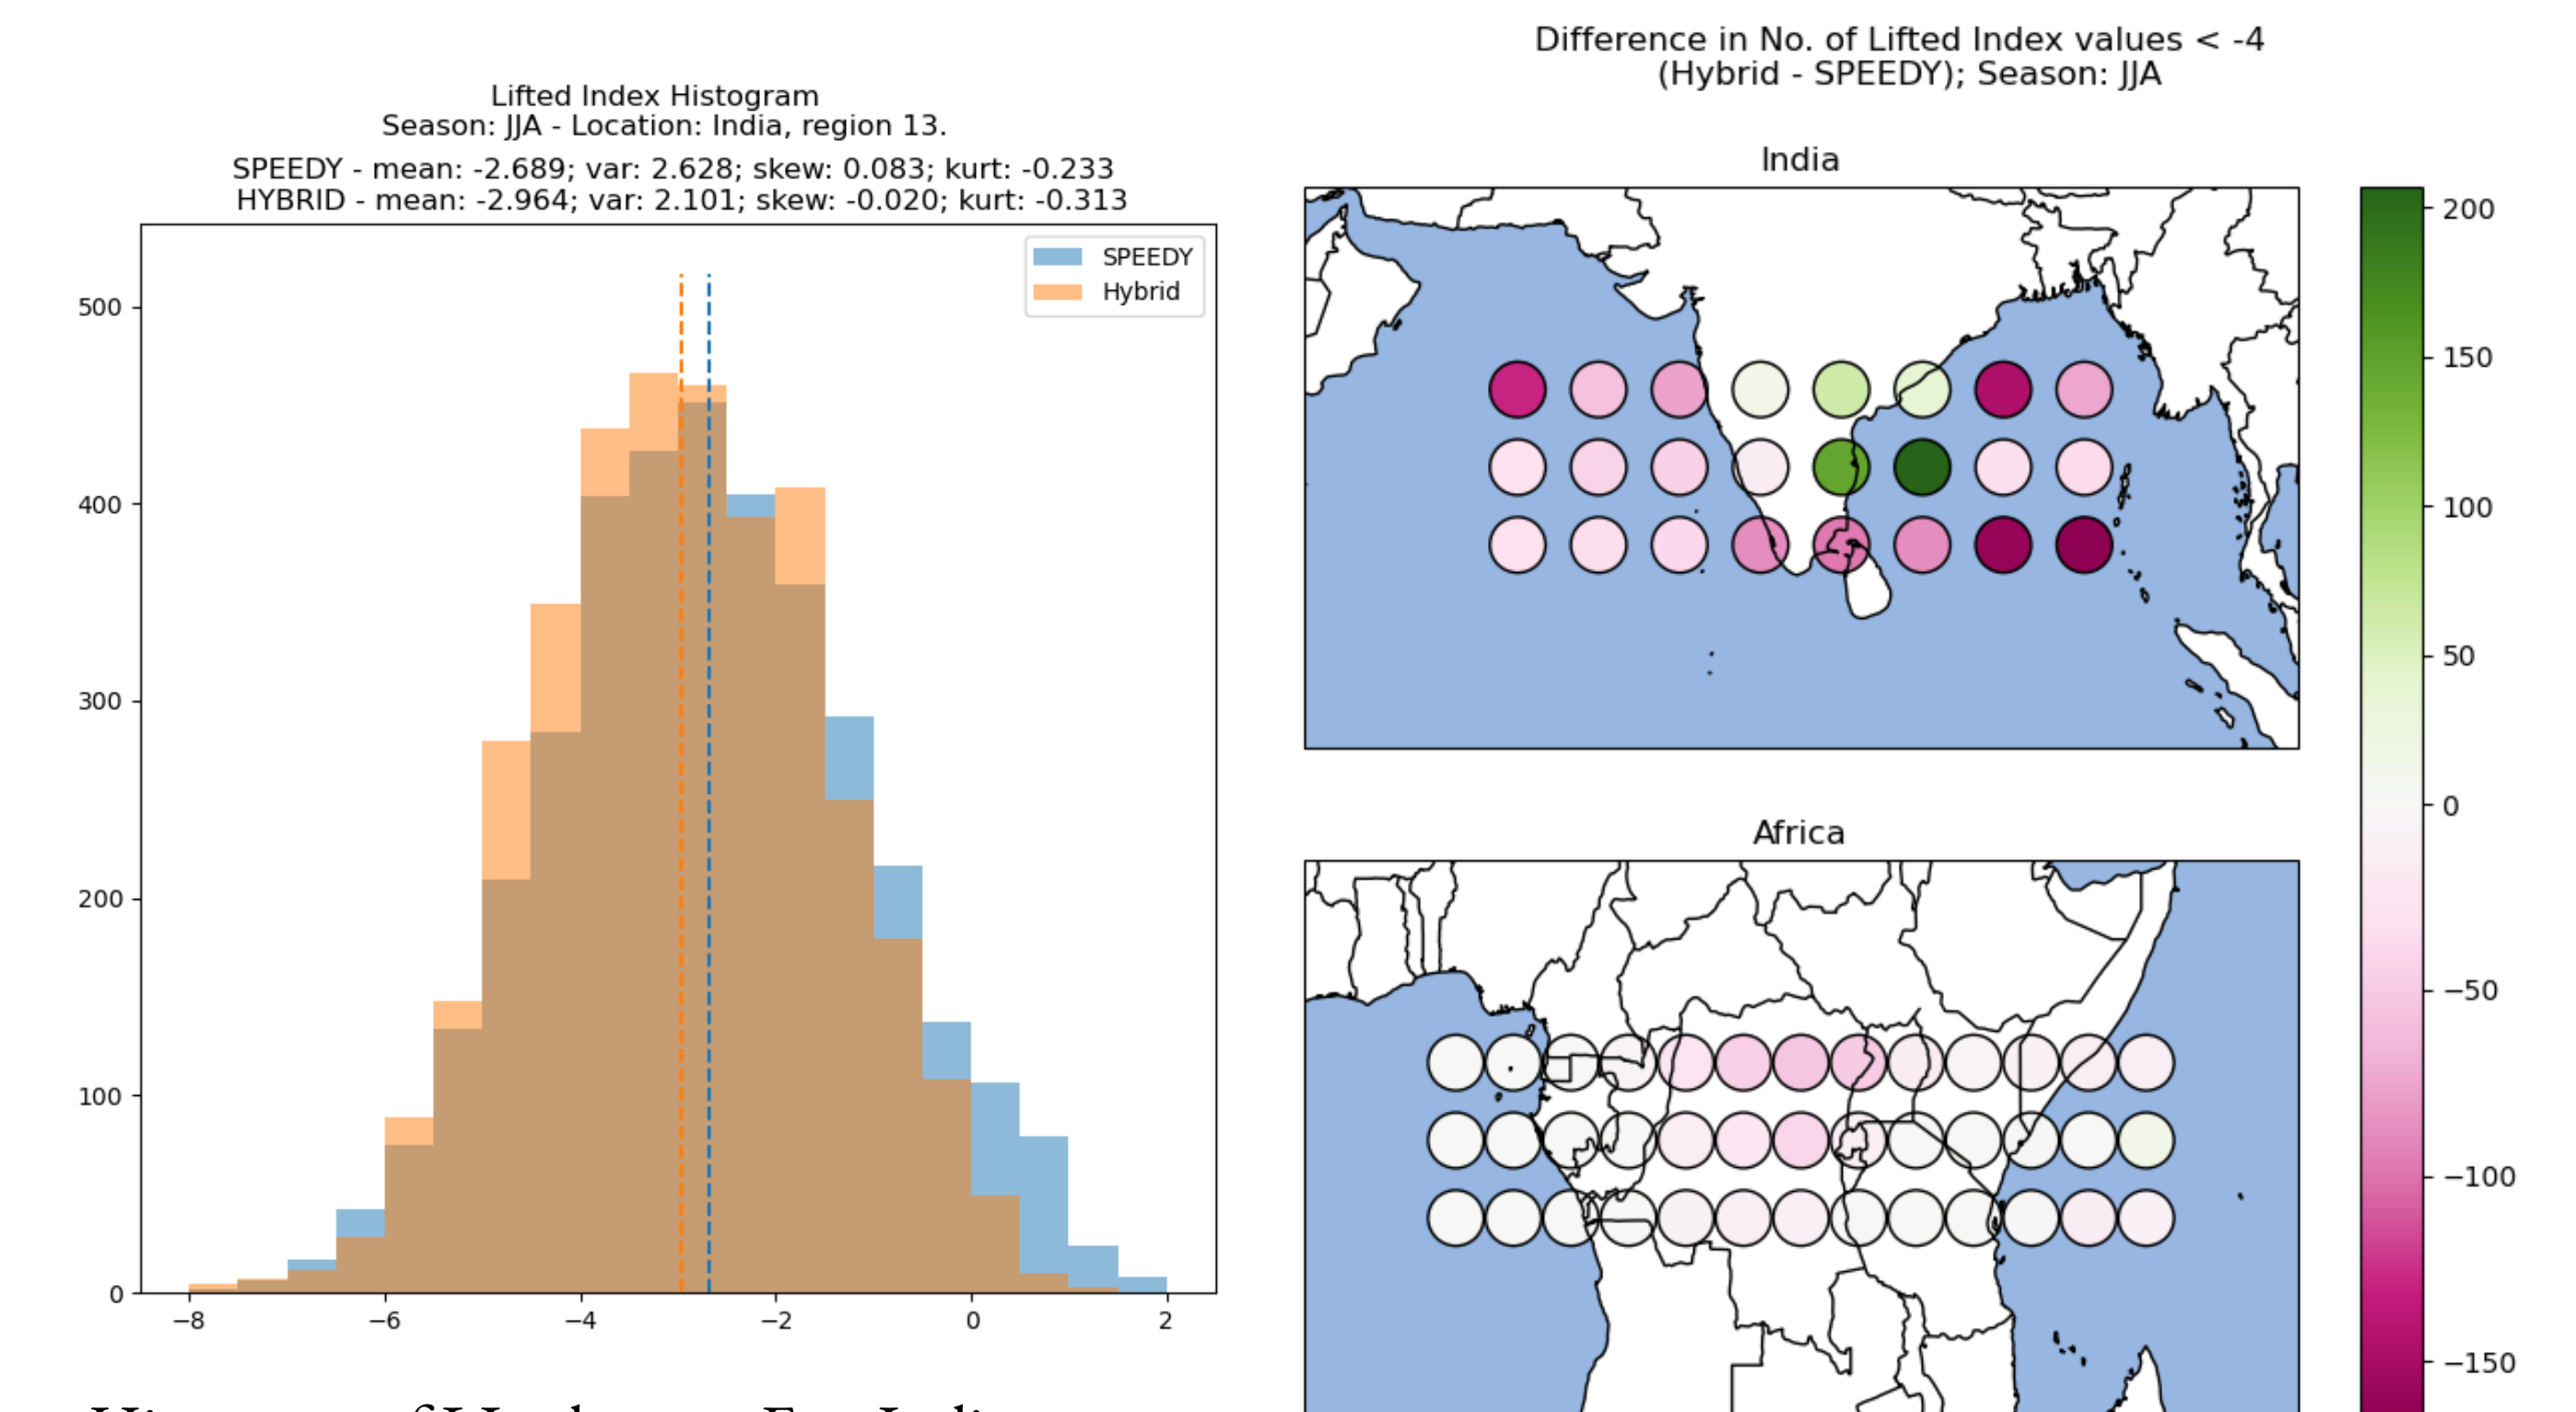 Lifted Index Histogram
Season: JJA - Location: India, region 13.
SPEEDY - mean: -2.689; var: 2.628; skew: 0.083; kurt: -0.233
HYBRID - mean: -2.964; var: 2.101; skew: -0.020; kurt: -0.313
SPEEDY
Hybrid
500
400
300
200
100
0
−8 −6 −4 −2 0 2
Difference in No. of Lifted Index values < -4
(Hybrid - SPEEDY); Season: JJA
India
Africa
200
150
100
50
0
−50
−100
−150